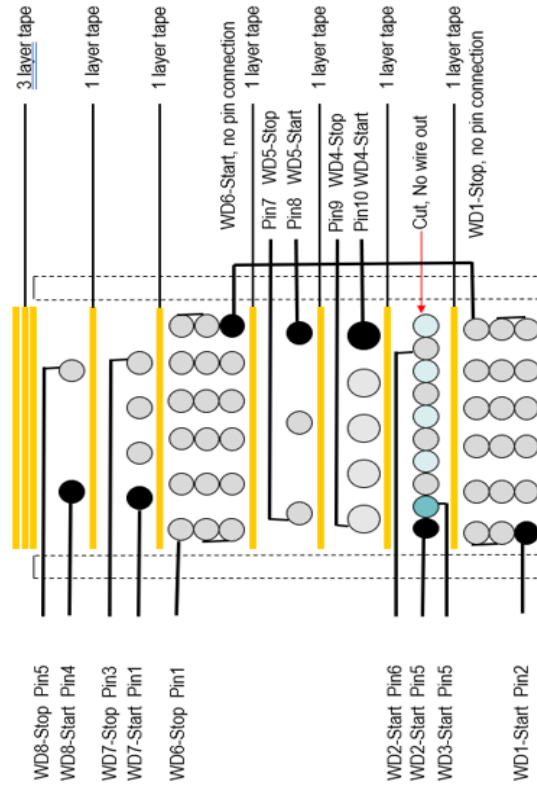 3 layer tape
1 layer tape
1 layer tape
WD6-Start, no pin connection
1 layer tape
Pin7 WD5-Stop
Pin8 WD5-Start
1 layer tape
Pin9 WD4-Stop
Pin10 WD4-Start
1 layer tape
Cut, No wire out
1 layer tape
WD1-Stop, no pin connection
WD8-Stop Pin5
WD8-Start Pin4
WD7-Stop Pin3
WD7-Start Pin1
WD6-Stop Pin1
WD2-Start Pin6
WD2-Start Pin5
WD3-Start Pin5
WD1-Start Pin2